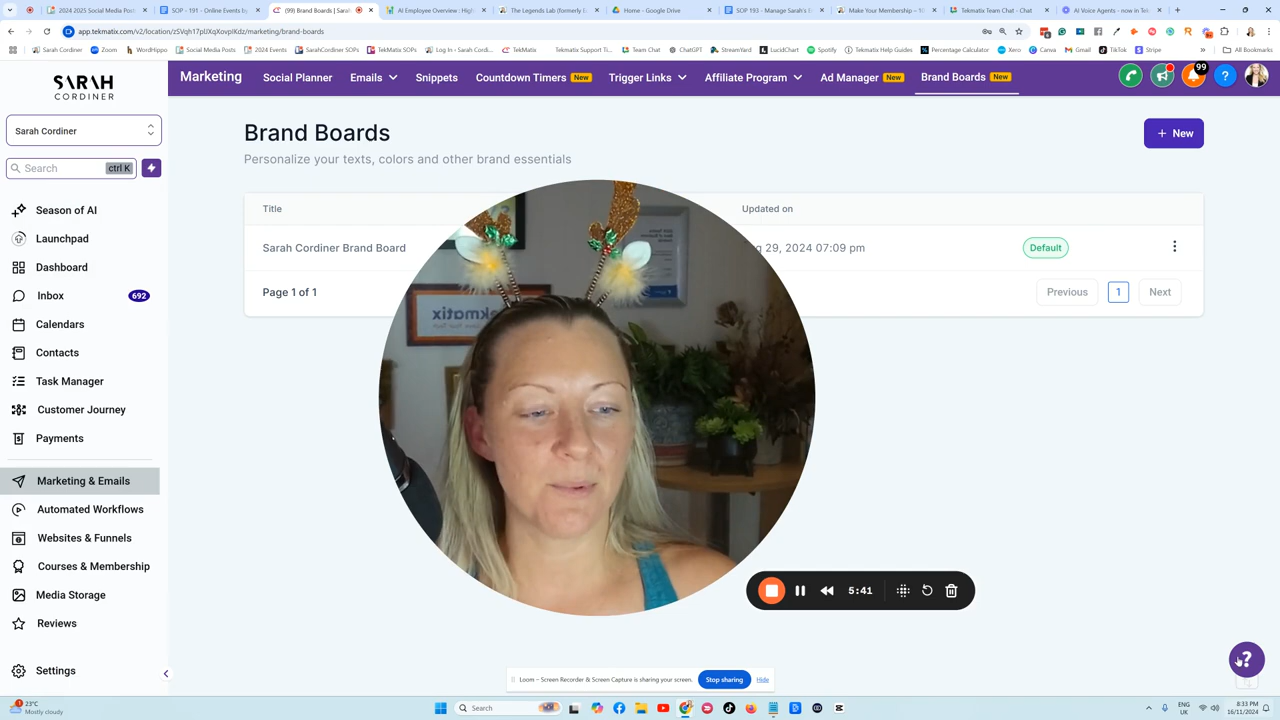 2024 2025 Social Media Post
SOP - 191 - Online Events by
(99) Brand Boards | Sarah
AI Employee Overview : High
The Legends Lab (formerly E
Home - Google Drive
SOP 193 - Manage Sarah's E
Make Your Membership – 10
Tekmatix Team Chat - Chat
AI Voice Agents - now in Tek
app.tekmatix.com/v2/location/zSVqh17pUXqXovpIKdz/marketing/brand-boards
Sarah Cordiner
Zoom
WordHippo
Social Media Posts
2024 Events
SarahCordiner SOPs
TekMatix SOPs
Log In ‹ Sarah Cordi...
TekMatix
Tekmatix Support Ti...
Team Chat
ChatGPT
StreamYard
LucidChart
Spotify
Tekmatix Help Guides
Percentage Calculator
Xero
Canva
Gmail
TikTok
Stripe
All Bookmarks
SARAH
CORDINER
Marketing
Social Planner
Emails
Snippets
Countdown Timers New
Trigger Links
Affiliate Program
Ad Manager New
Brand Boards New
99
Sarah Cordiner
Search ctrl K
Season of AI
Launchpad
Dashboard
Inbox 692
Calendars
Contacts
Task Manager
Customer Journey
Payments
Marketing & Emails
Automated Workflows
Websites & Funnels
Courses & Membership
Media Storage
Reviews
Settings
Brand Boards
+ New
Personalize your texts, colors and other brand essentials
Title
Updated on
Sarah Cordiner Brand Board
29, 2024 07:09 pm
Default
Page 1 of 1
Previous
1
Next
tekmatix
5:41
?
Loom – Screen Recorder & Screen Capture is sharing your screen.
Stop sharing
Hide
23°C
Mostly cloudy
Search
ENG
UK
8:33 PM
16/11/2024